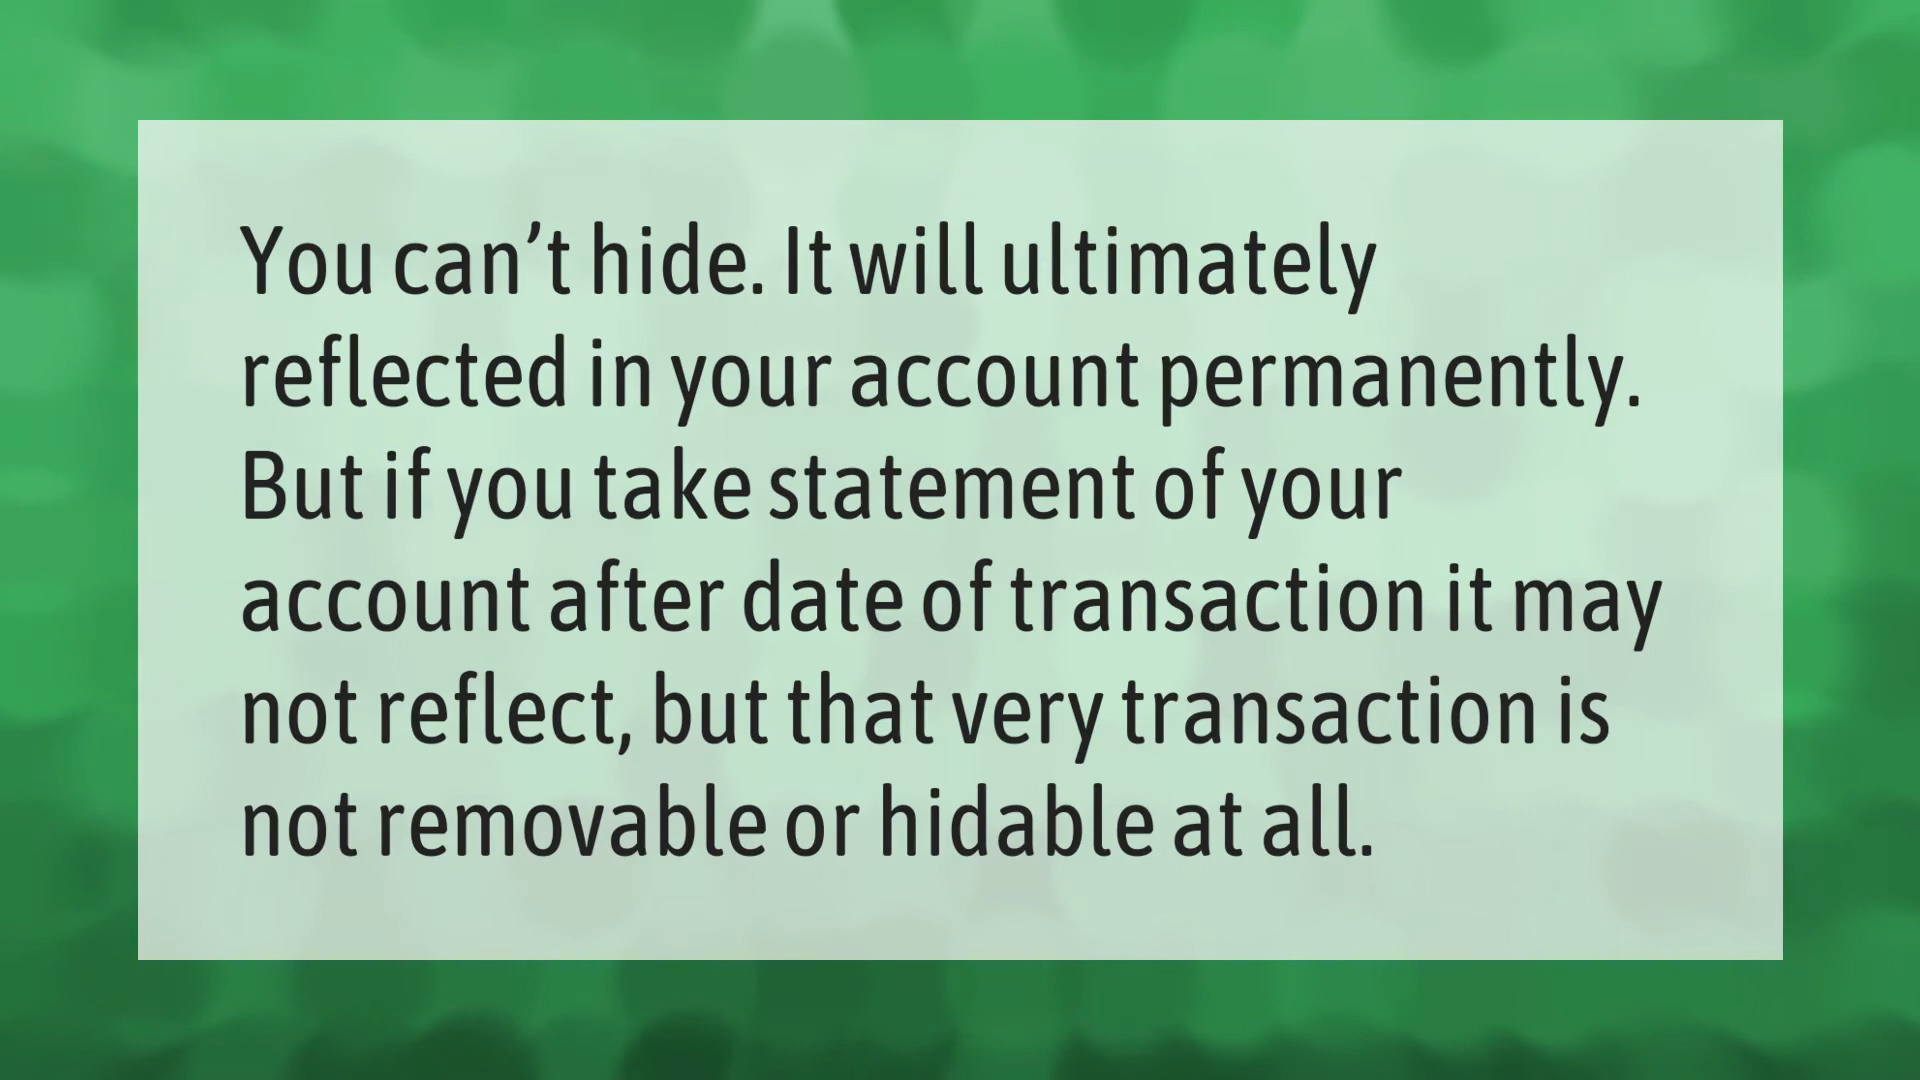 You can’t hide. It will ultimately
reflected in your account permanently.
But if you take statement of your
account after date of transaction it may
not reflect, but that very transaction is
not removable or hidable at all.